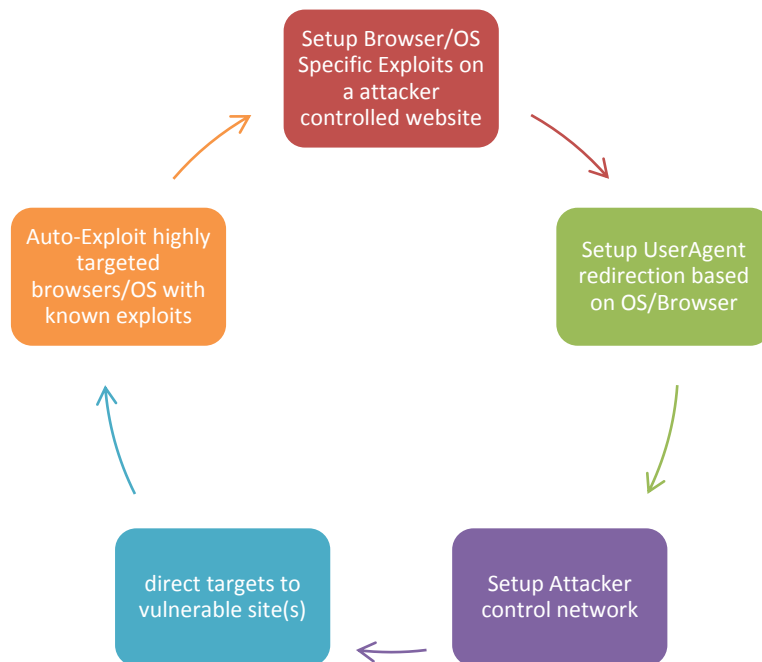 Setup Browser/OS
Specific Exploits on
a attacker
controlled website
Setup UserAgent
redirection based
on OS/Browser
Setup Attacker
control network
direct targets to
vulnerable site(s)
Auto-Exploit highly
targeted
browsers/OS with
known exploits